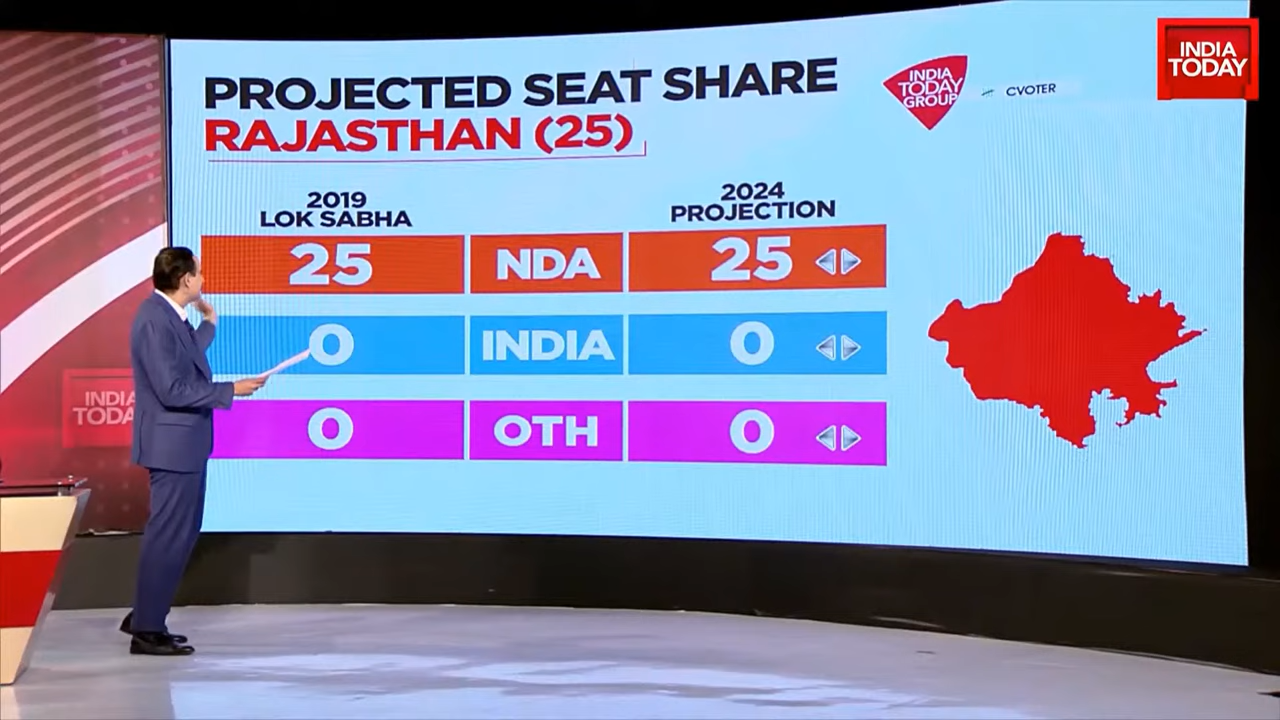 PROJECTED SEAT SHARE
RAJASTHAN (25)
INDIA
TODAY
GROUP
CVOTER
INDIA
TODAY
2019
LOK SABHA
2024
PROJECTION
25 NDA 25
0 INDIA 0
0 OTH 0
INDIA
TODA